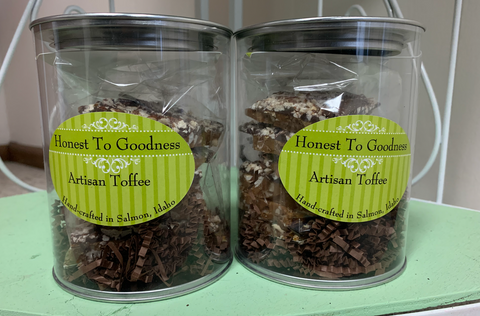 Honest To Goodness
Artisan Toffee
Hand-crafted in Salmon, Idaho
Honest To Goodness
Artisan Toffee
Hand-crafted in Salmon, Idaho